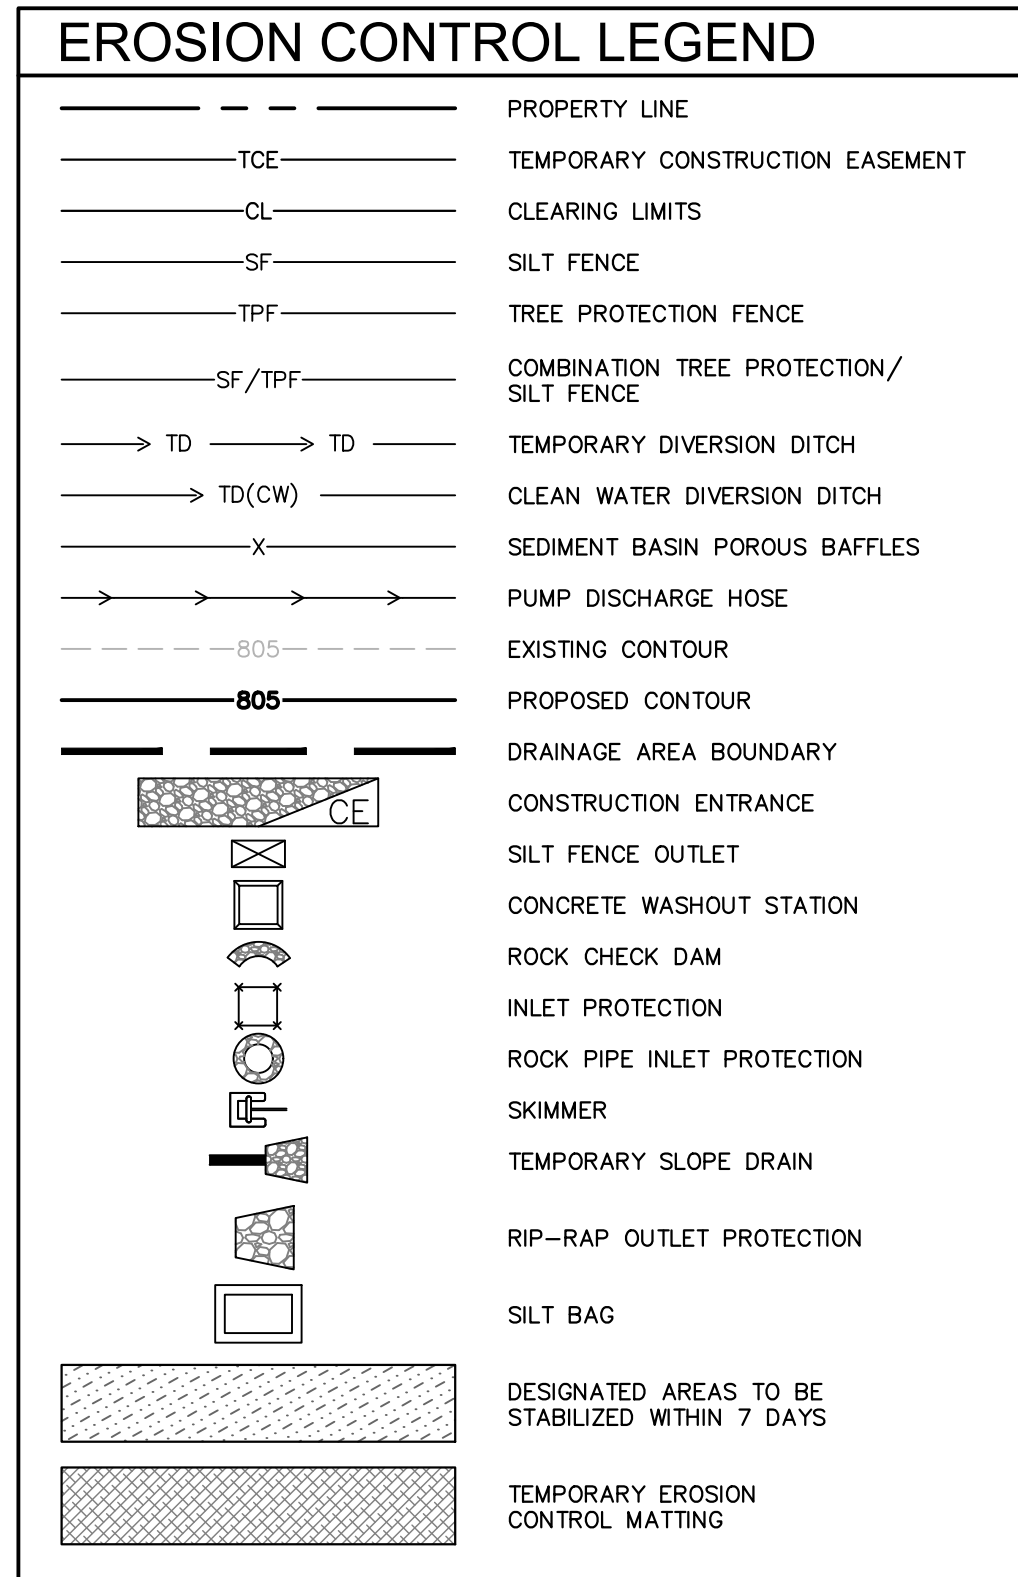 EROSION CONTROL LEGEND
PROPERTY LINE
TCE TEMPORARY CONSTRUCTION EASEMENT
CL CLEARING LIMITS
SF SILT FENCE
TPF TREE PROTECTION FENCE
SF/TPF COMBINATION TREE PROTECTION/
SILT FENCE
TD TD TEMPORARY DIVERSION DITCH
TD(CW) CLEAN WATER DIVERSION DITCH
X SEDIMENT BASIN POROUS BAFFLES
PUMP DISCHARGE HOSE
805 EXISTING CONTOUR
805 PROPOSED CONTOUR
DRAINAGE AREA BOUNDARY
CE CONSTRUCTION ENTRANCE
SILT FENCE OUTLET
CONCRETE WASHOUT STATION
ROCK CHECK DAM
INLET PROTECTION
ROCK PIPE INLET PROTECTION
SKIMMER
TEMPORARY SLOPE DRAIN
RIP-RAP OUTLET PROTECTION
SILT BAG
DESIGNATED AREAS TO BE
STABILIZED WITHIN 7 DAYS
TEMPORARY EROSION
CONTROL MATTING